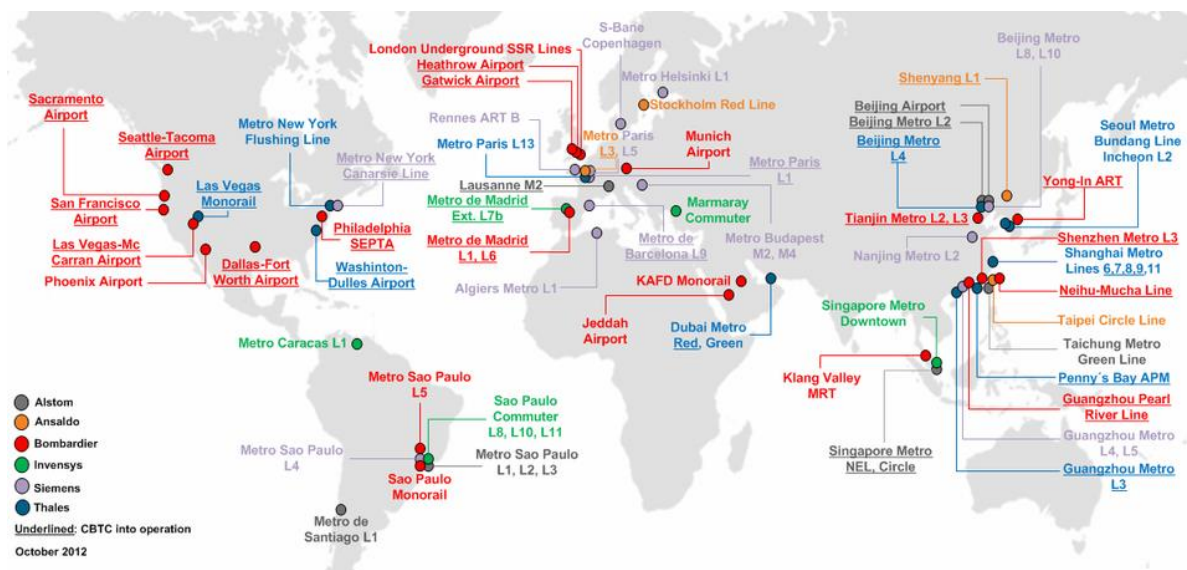 S-Bane
Copenhagen
London Underground SSR Lines
Heathrow Airport
Gatwick Airport
Metro Helsinki L1
Stockholm Red Line
Beijing Metro
L8, L10
Shenyang L1
Sacramento
Airport
Seattle-Tacoma
Airport
Metro New York
Flushing Line
Metro New York
Canarsie Line
Rennes ART B
Metro Paris L13
Metro Paris
L3, L5
Munich
Airport
Metro Paris
L1
Beijing Airport
Beijing Metro L2
Beijing Metro
L4
Seoul Metro
Bundang Line
Incheon L2
Yong-In ART
San Francisco
Airport
Las Vegas
Monorail
Lausanne M2
Metro de Madrid
Ext. L7b
Marmaray
Commuter
Tianjin Metro L2, L3
Las Vegas-Mc
Carran Airport
Phoenix Airport
Dallas-Fort
Worth Airport
Philadelphia
SEPTA
Washinton-
Dulles Airport
Metro de Madrid
L1, L6
Metro de
Barcelona L9
Metro Budapest
M2, M4
Nanjing Metro L2
Shenzhen Metro L3
Shanghai Metro
Lines 6,7,8,9,11
Algiers Metro L1
KAFD Monorail
Neihu-Mucha Line
Jeddah
Airport
Dubai Metro
Red, Green
Singapore Metro
Downtown
Taipei Circle Line
Metro Caracas L1
Taichung Metro
Green Line
Klang Valley
MRT
Penny´s Bay APM
Metro Sao Paulo
L5
Sao Paulo
Commuter
L8, L10, L11
Guangzhou Pearl
River Line
Metro Sao Paulo
L4
Metro Sao Paulo
L1, L2, L3
Singapore Metro
NEL, Circle
Guangzhou Metro
L4, L5
Sao Paulo
Monorail
Guangzhou Metro
L3
Metro de
Santiago L1
Alstom
Ansaldo
Bombardier
Invensys
Siemens
Thales
Underlined: CBTC into operation
October 2012